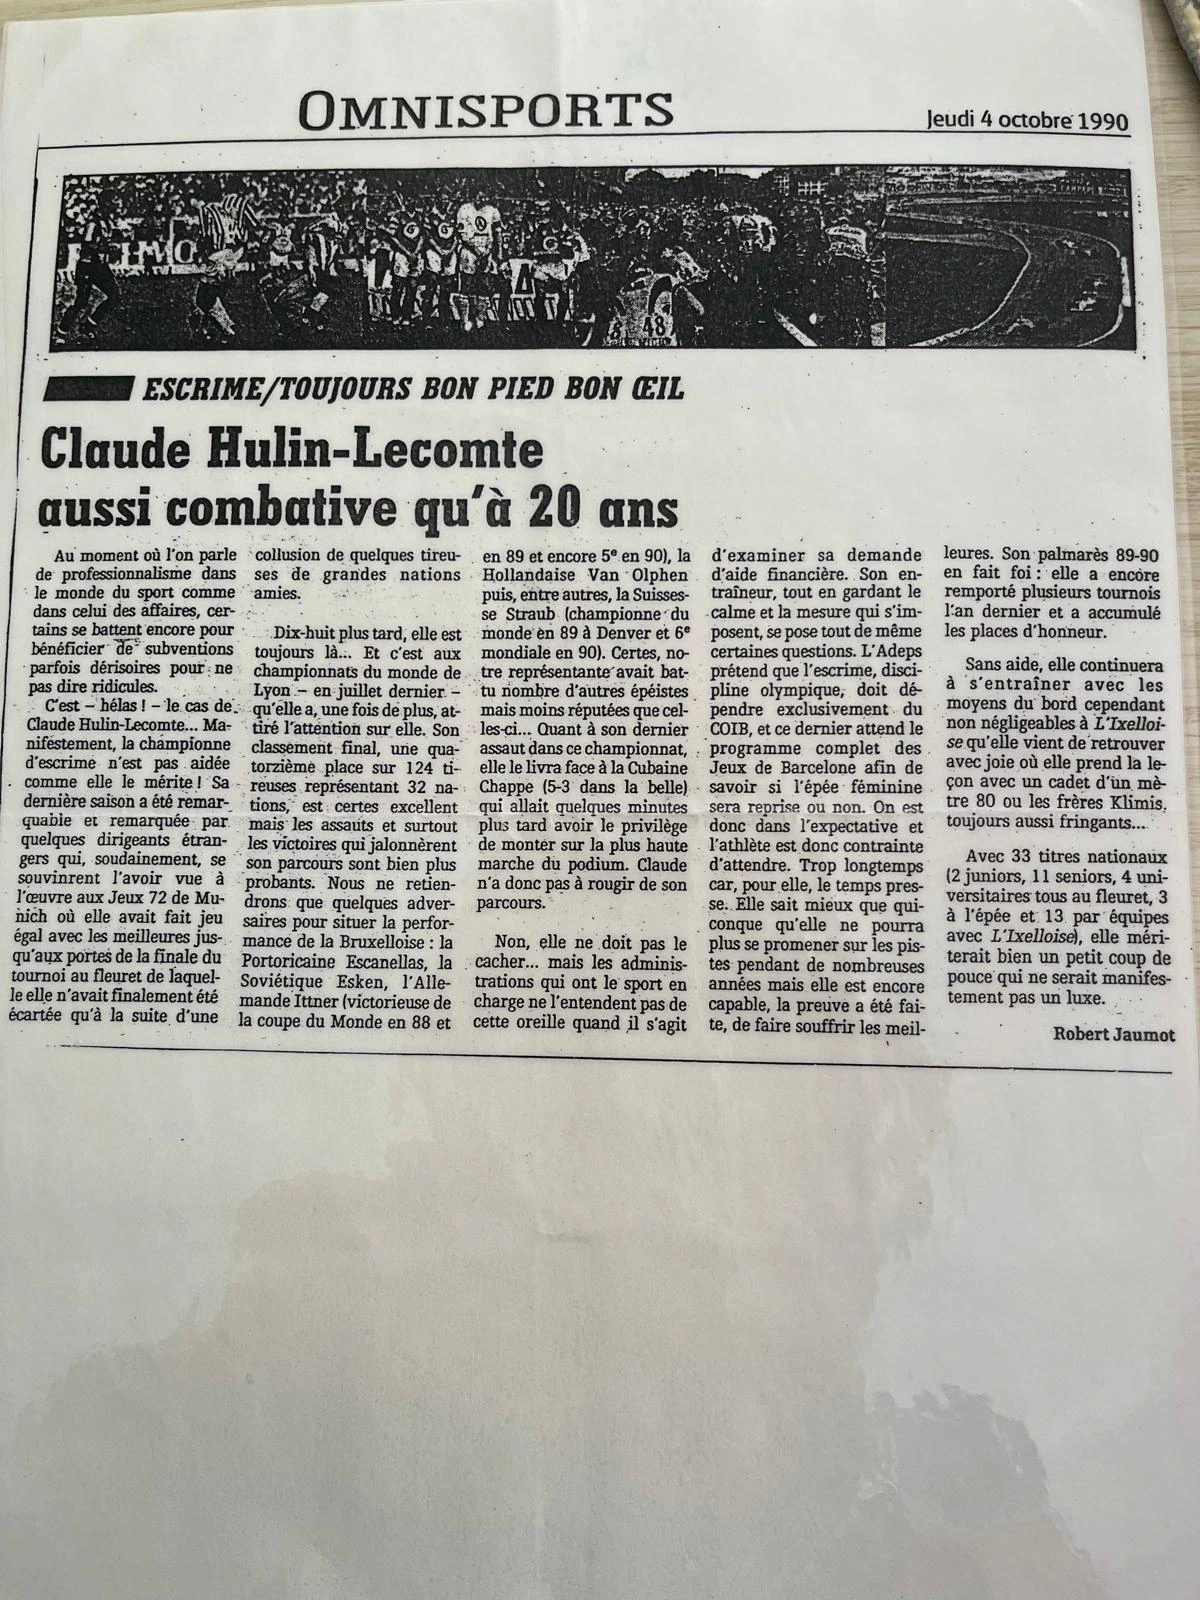 OMNISPORTS
Jeudi 4 octobre 1990
48
ESCRIME/TOUJOURS BON PIED BON ŒIL
Claude Hulin-Lecomte
aussi combative qu'à 20 ans
Au moment où l'on parle
de professionnalisme dans
le monde du sport comme
dans celui des affaires, cer-
tains se battent encore pour
bénéficier de subventions
parfois dérisoires pour ne
pas dire ridicules.
C'est – hélas ! – le cas de
Claude Hulin-Lecomte... Ma-
nifestement, la championne
d'escrime n'est pas aidée
comme elle le mérite ! Sa
dernière saison a été remar-
quable et remarquée par
quelques dirigeants étran-
gers qui, soudainement, se
souvinrent l'avoir vue à
l'œuvre aux Jeux 72 de Mu-
nich où elle avait fait jeu
égal avec les meilleures jus-
qu'aux portes de la finale du
tournoi au fleuret de laquel-
le elle n'avait finalement été
écartée qu'à la suite d'une
collusion de quelques tireu-
ses de grandes nations
amies.
Dix-huit plus tard, elle est
toujours là... Et c'est aux
championnats du monde de
Lyon – en juillet dernier –
qu'elle a, une fois de plus, at-
tiré l'attention sur elle. Son
classement final, une qua-
torzième place sur 124 ti-
reuses représentant 32 na-
tions, est certes excellent
mais les assauts et surtout
les victoires qui jalonnèrent
son parcours sont bien plus
probants. Nous ne retien-
drons que quelques adver-
saires pour situer la perfor-
mance de la Bruxelloise : la
Portoricaine Escanellas, la
Soviétique Esken, l'Alle-
mande Ittner (victorieuse de
la coupe du Monde en 88 et
en 89 et encore 5e en 90), la
Hollandaise Van Olphen
puis, entre autres, la Suisses-
se Straub (championne du
monde en 89 à Denver et 6e
mondiale en 90). Certes, no-
tre représentante avait bat-
tu nombre d'autres épéistes
mais moins réputées que cel-
les-ci... Quant à son dernier
assaut dans ce championnat,
elle le livra face à la Cubaine
Chappe (5-3 dans la belle)
qui allait quelques minutes
plus tard avoir le privilège
de monter sur la plus haute
marche du podium. Claude
n'a donc pas à rougir de son
parcours.
Non, elle ne doit pas le
cacher... mais les adminis-
trations qui ont le sport en
charge ne l'entendent pas de
cette oreille quand il s'agit
d'examiner sa demande
d'aide financière. Son en-
traîneur, tout en gardant le
calme et la mesure qui s'im-
posent, se pose tout de même
certaines questions. L'Adeps
prétend que l'escrime, disci-
pline olympique, doit dé-
pendre exclusivement du
COIB, et ce dernier attend le
programme complet des
Jeux de Barcelone afin de
savoir si l'épée féminine
sera reprise ou non. On est
donc dans l'expectative et
l'athlète est donc contrainte
d'attendre. Trop longtemps
car, pour elle, le temps pres-
se. Elle sait mieux que qui-
conque qu'elle ne pourra
plus se promener sur les pis-
tes pendant de nombreuses
années mais elle est encore
capable, la preuve a été fai-
te, de faire souffrir les meil-
leures. Son palmarès 89-90
en fait foi : elle a encore
remporté plusieurs tournois
l'an dernier et a accumulé
les places d'honneur.
Sans aide, elle continuera
à s'entraîner avec les
moyens du bord cependant
non négligeables à L'Ixelloi-
se qu'elle vient de retrouver
avec joie où elle prend la le-
çon avec un cadet d'un mè-
tre 80 ou les frères Klimis,
toujours aussi fringants...
Avec 33 titres nationaux
(2 juniors, 11 seniors, 4 uni-
versitaires tous au fleuret, 3
à l'épée et 13 par équipes
avec L'Ixelloise), elle méri-
terait bien un petit coup de
pouce qui ne serait manifes-
tement pas un luxe.
Robert Jaumot